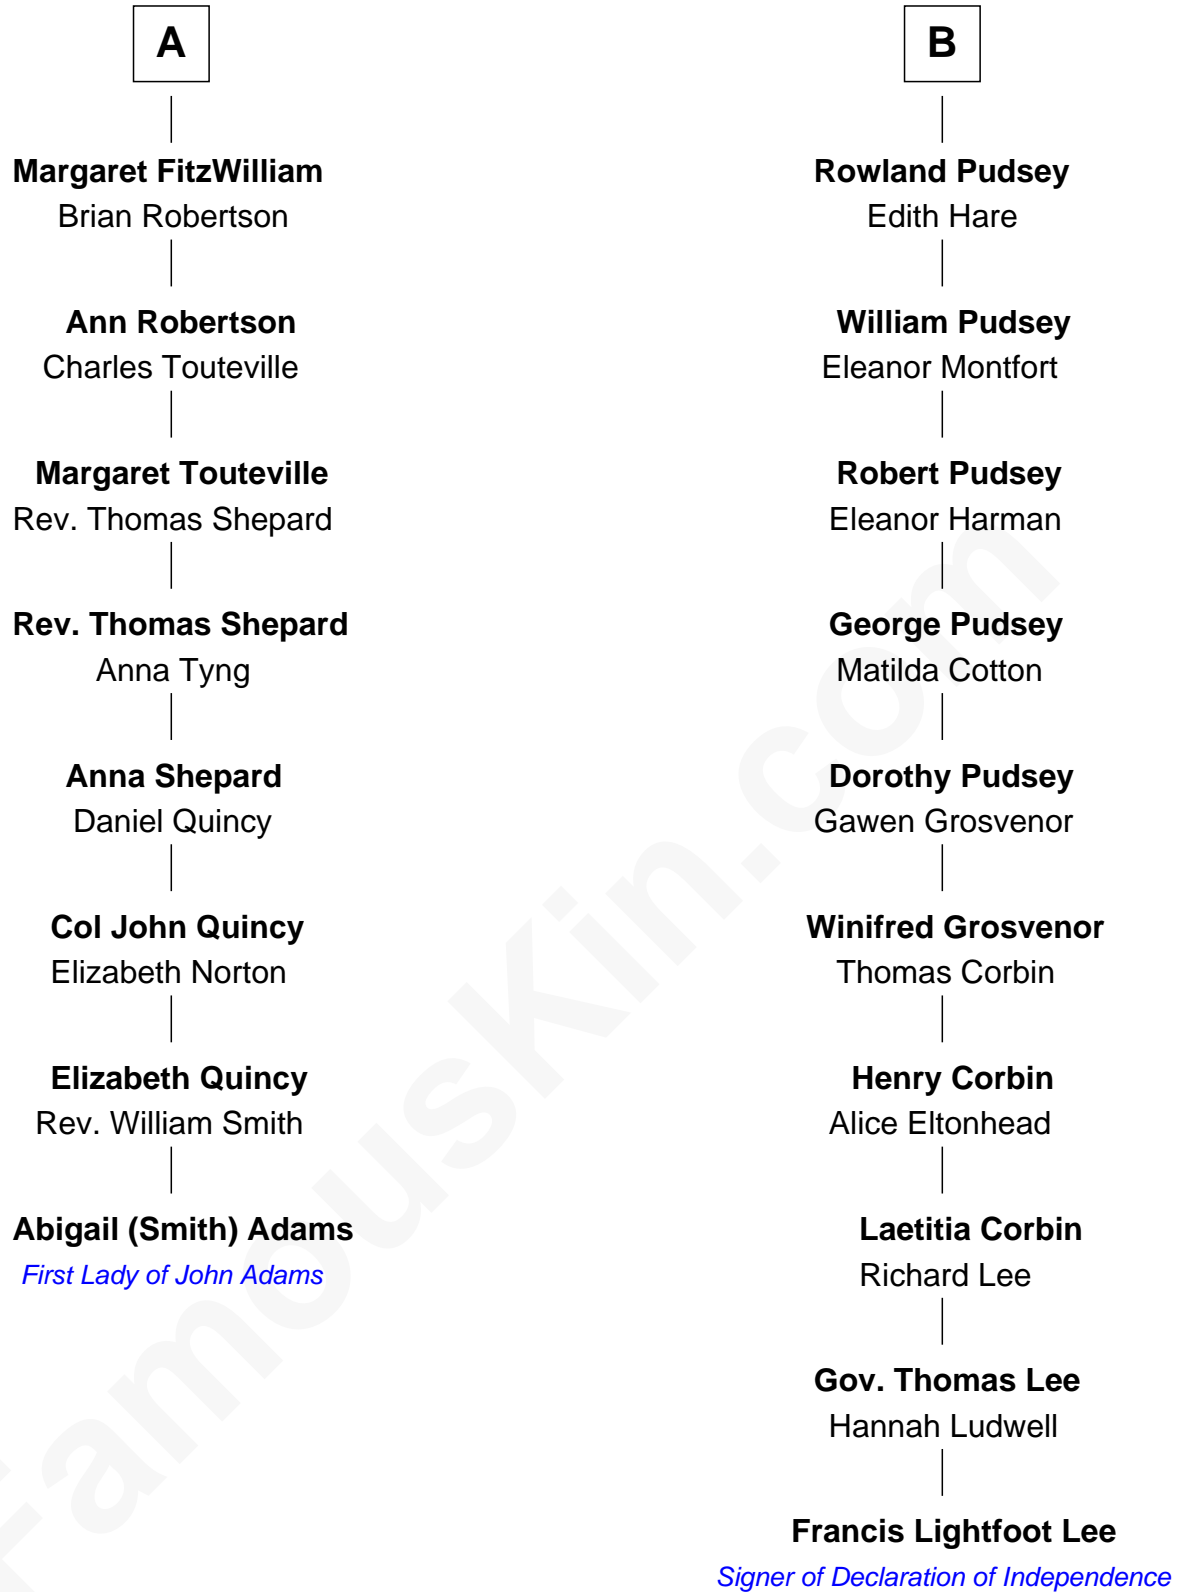 A
Margaret FitzWilliam
Brian Robertson
Ann Robertson
Charles Touteville
Margaret Touteville
Rev. Thomas Shepard
Rev. Thomas Shepard
Anna Tyng
Anna Shepard
Daniel Quincy
Col John Quincy
Elizabeth Norton
Elizabeth Quincy
Rev. William Smith
Abigail (Smith) Adams
First Lady of John Adams
B
Rowland Pudsey
Edith Hare
William Pudsey
Eleanor Montfort
Robert Pudsey
Eleanor Harman
George Pudsey
Matilda Cotton
Dorothy Pudsey
Gawen Grosvenor
Winifred Grosvenor
Thomas Corbin
Henry Corbin
Alice Eltonhead
Laetitia Corbin
Richard Lee
Gov. Thomas Lee
Hannah Ludwell
Francis Lightfoot Lee
Signer of Declaration of Independence
FamousKin.com